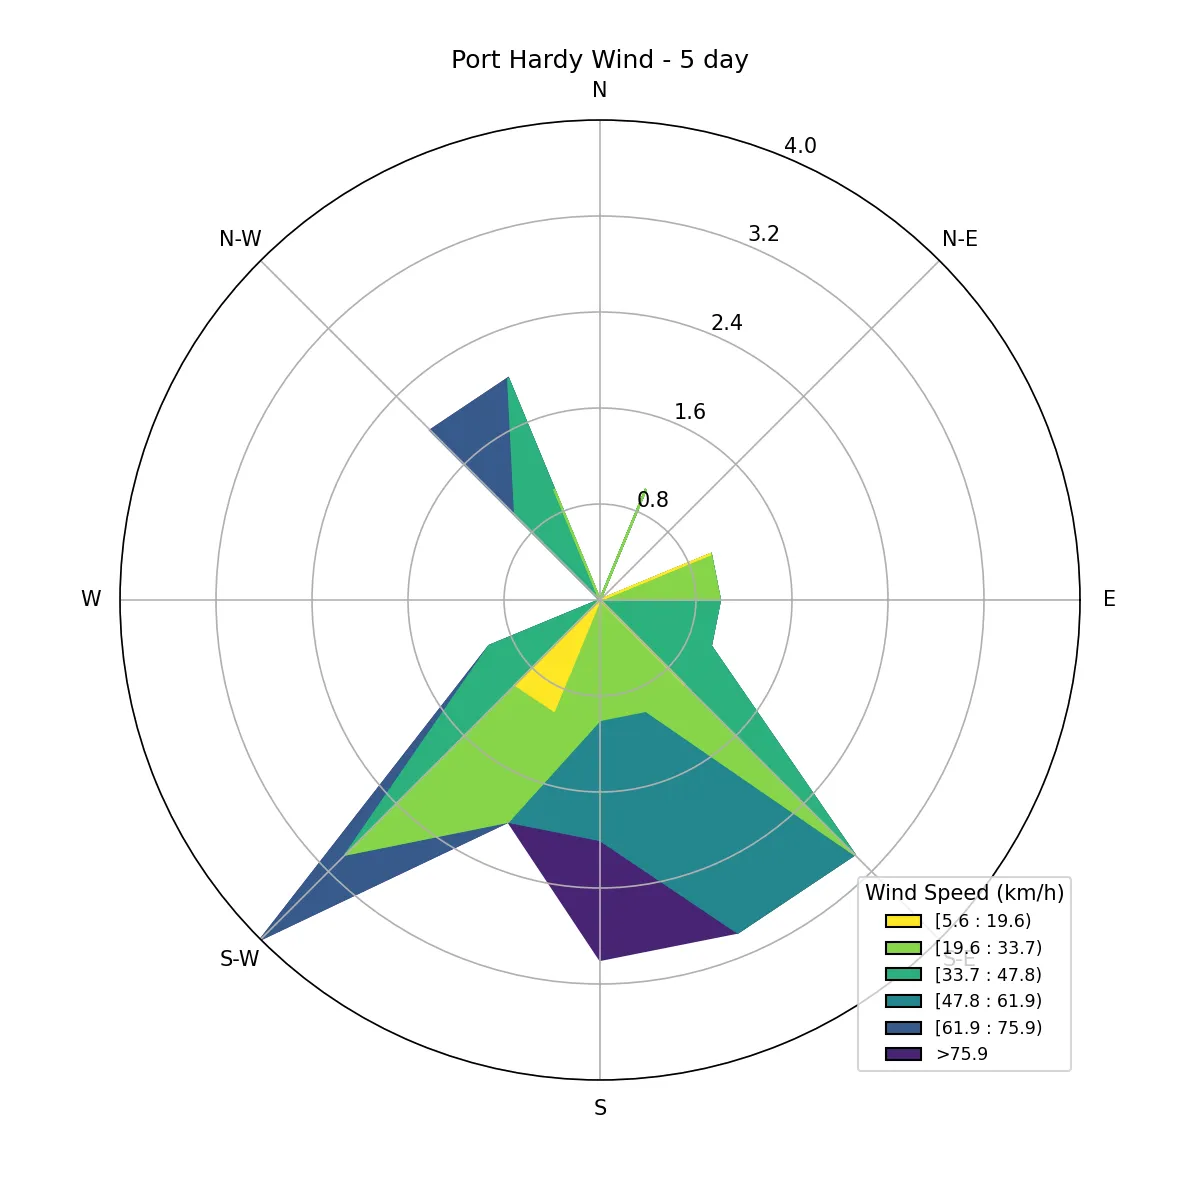 Port Hardy Wind - 5 day
N
4.0
N-W
3.2
N-E
2.4
1.6
0.8
W
E
Wind Speed (km/h)
[5.6 : 19.6)
[19.6 : 33.7)
S-W
S-E
[33.7 : 47.8)
[47.8 : 61.9)
[61.9 : 75.9)
>75.9
S